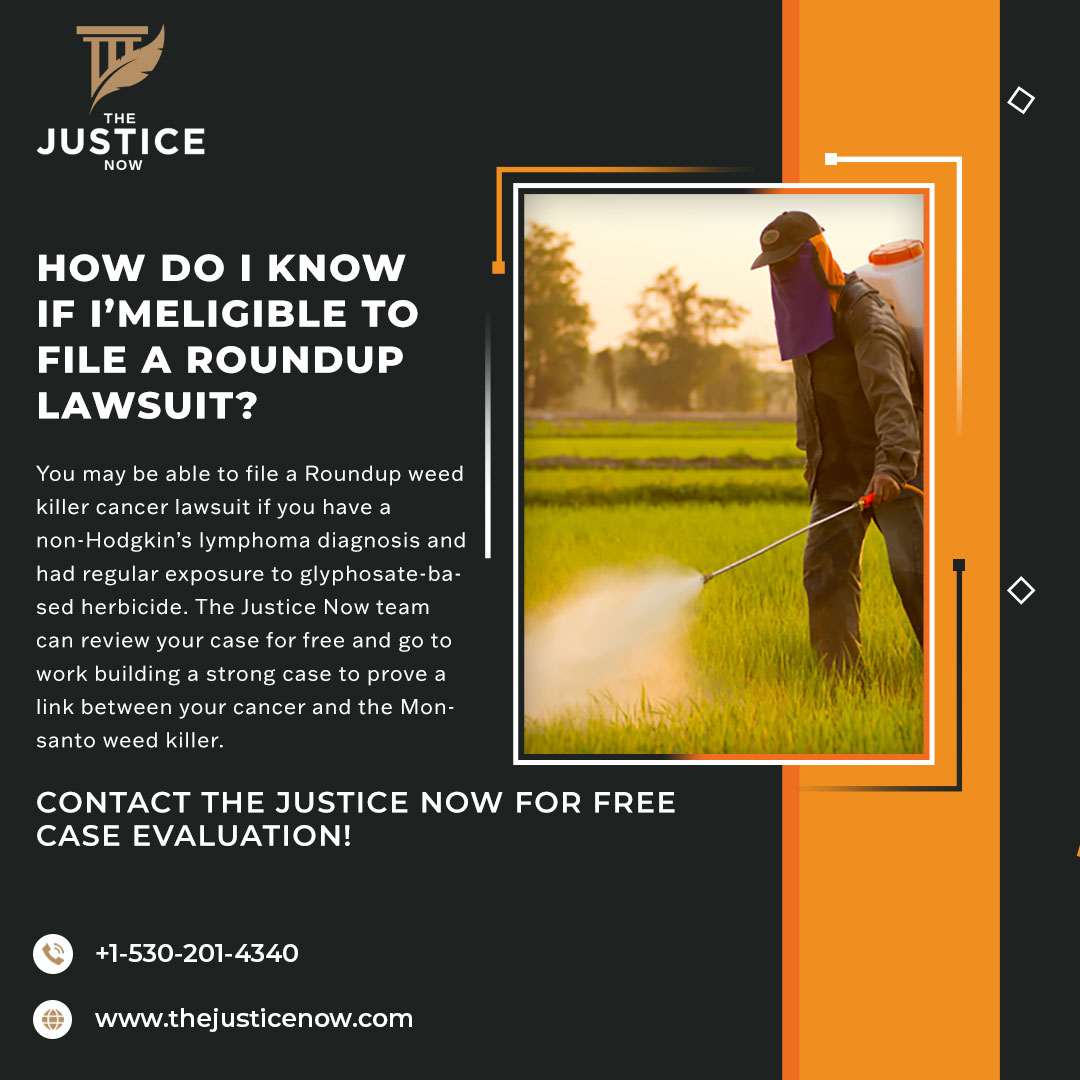 THE
JUSTICE
NOW
HOW DO I KNOW
IF I’MELIGIBLE TO
FILE A ROUNDUP
LAWSUIT?
You may be able to file a Roundup weed
killer cancer lawsuit if you have a
non-Hodgkin’s lymphoma diagnosis and
had regular exposure to glyphosate-ba-
sed herbicide. The Justice Now team
can review your case for free and go to
work building a strong case to prove a
link between your cancer and the Mon-
santo weed killer.
CONTACT THE JUSTICE NOW FOR FREE
CASE EVALUATION!
+1-530-201-4340
www.thejusticenow.com